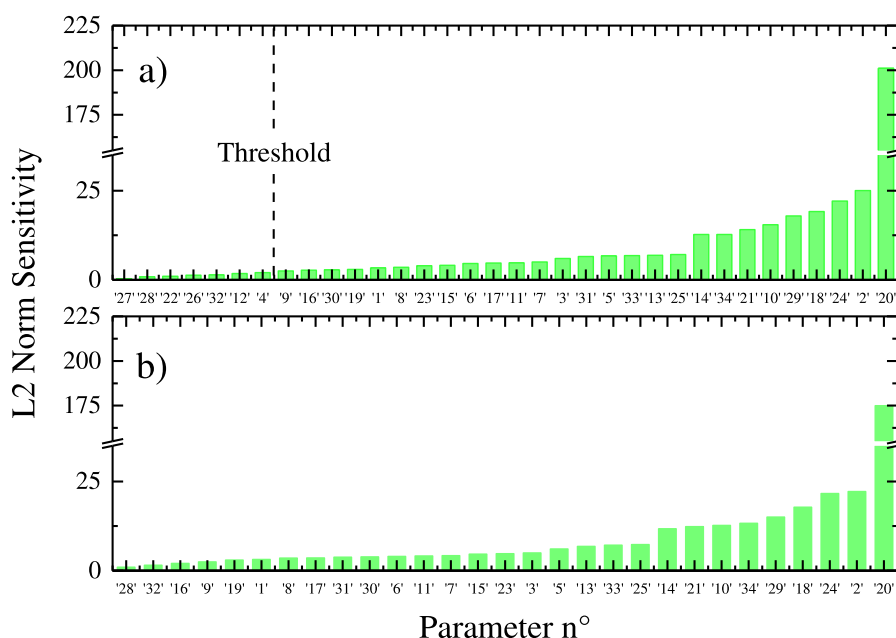 225
a)
200
175
Threshold
25
0
'27' '28' '22' '26' '32' '12' '4' '9' '16' '30' '19' '1' '8' '23' '15' '6' '17' '11' '7' '3' '31' '5' '33' '13' '25' '14' '34' '21' '10' '29' '18' '24' '2' '20'
L2 Norm Sensitivity
225
b)
200
175
25
0
'28' '32' '16' '9' '19' '1' '8' '17' '31' '30' '6' '11' '7' '15' '23' '3' '5' '13' '33' '25' '14' '21' '10' '34' '29' '18' '24' '2' '20'
Parameter n°